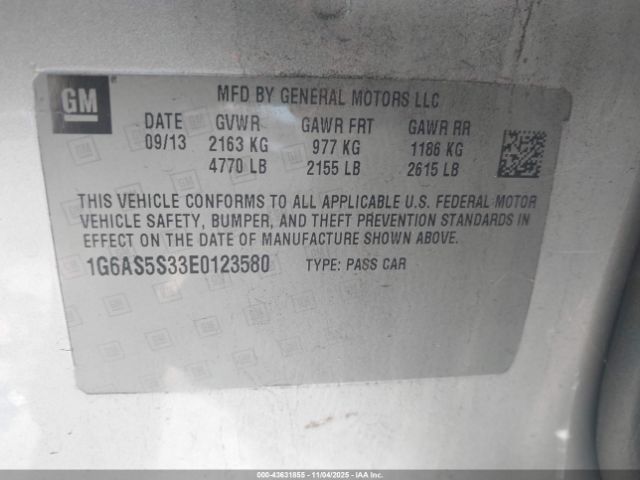 GM
MFD BY GENERAL MOTORS LLC
DATE GVWR GAWR FRT GAWR RR
09/13 2163 KG 977 KG 1186 KG
4770 LB 2155 LB 2615 LB
THIS VEHICLE CONFORMS TO ALL APPLICABLE U.S. FEDERAL MOTOR
VEHICLE SAFETY, BUMPER, AND THEFT PREVENTION STANDARDS IN
EFFECT ON THE DATE OF MANUFACTURE SHOWN ABOVE.
1G6AS5S33E0123580 TYPE: PASS CAR
000-43631855 - 11/04/2025 - IAAI.COM